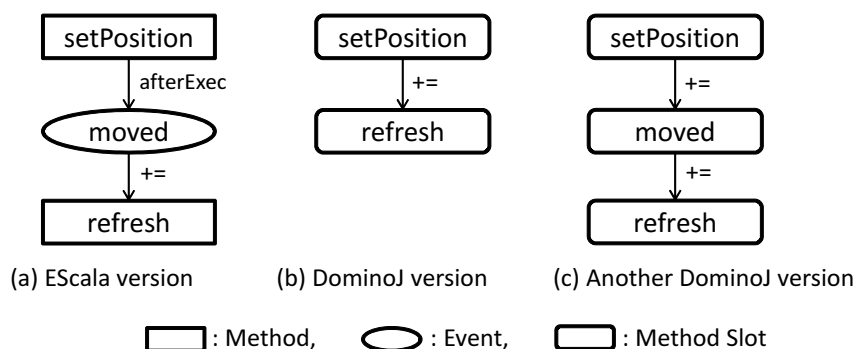 setPosition
afterExec
moved
+=
refresh
(a) EScala version
setPosition
+=
refresh
(b) DominoJ version
setPosition
+=
moved
+=
refresh
(c) Another DominoJ version
: Method, : Event, : Method Slot